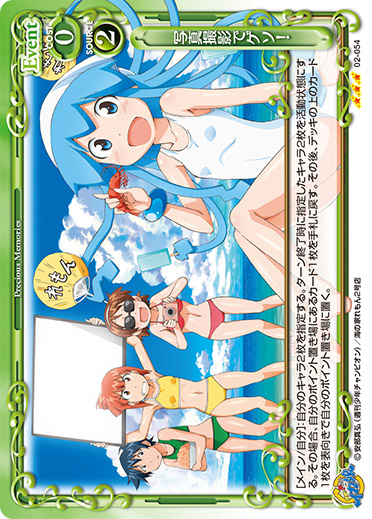 Event
COST
0
SOURCE
2
写真撮影でゲソ!
Precious Memories
れもん
[メイン/自分]:自分のキャラ2枚を指定する。ターン終了時に指定したキャラ2枚を活動状態にす
る。その場合、自分のポイント置き場にあるカード1枚を手札に戻す。その後、デッキの上のカード
1枚を表向きで自分のポイント置き場に置く。
©安部真弘(週刊少年チャンピオン)/海の家れもん2号店
02-054